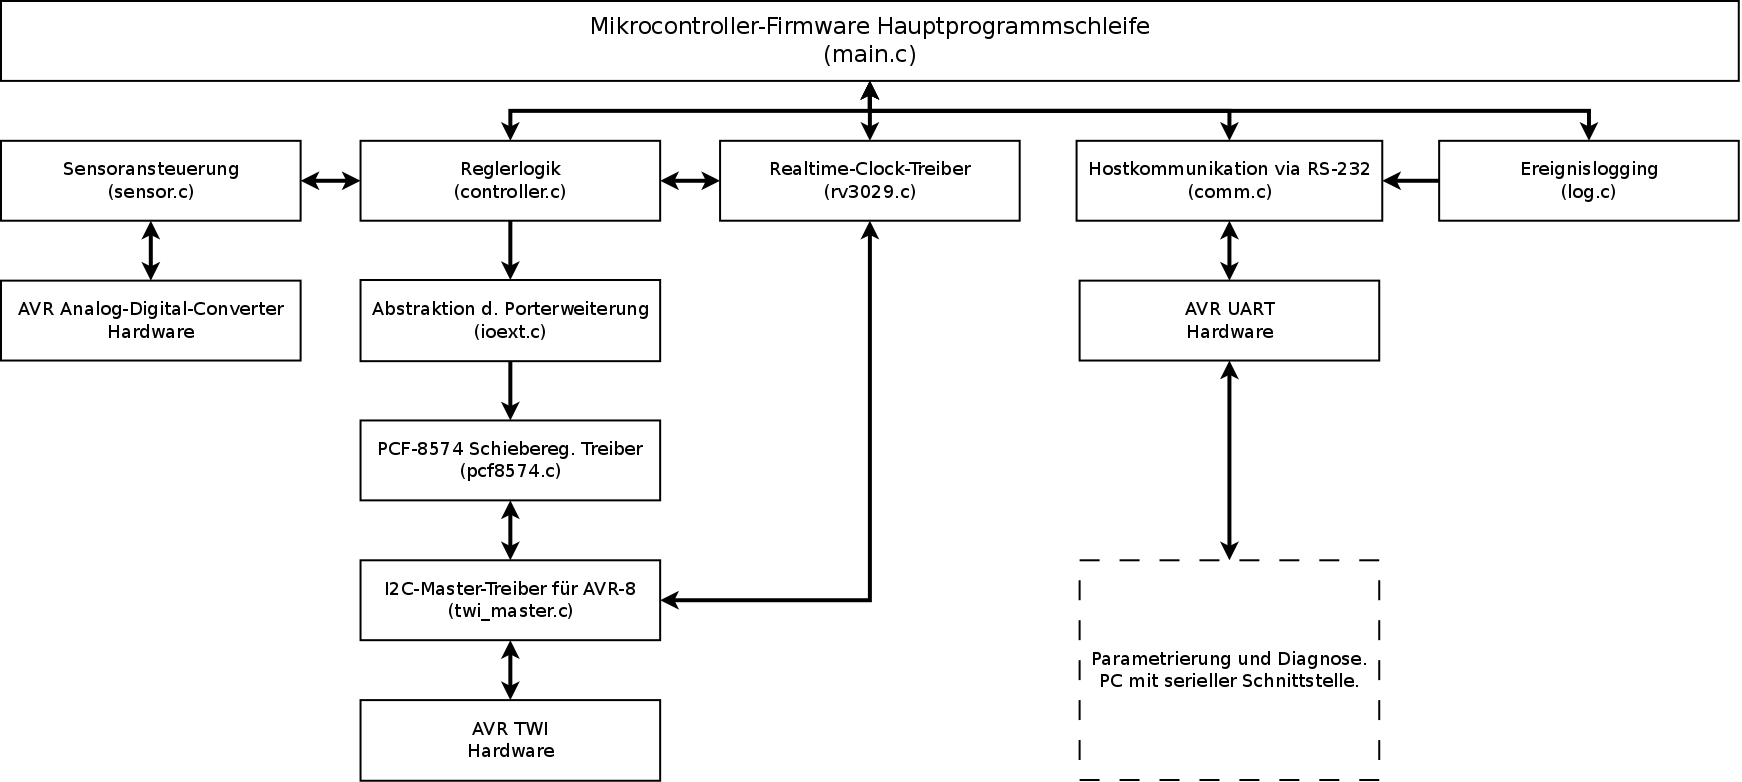 Mikrocontroller-Firmware Hauptprogrammschleife
(main.c)
Sensoransteuerung
(sensor.c)
Reglerlogik
(controller.c)
Realtime-Clock-Treiber
(rv3029.c)
Hostkommunikation via RS-232
(comm.c)
Ereignislogging
(log.c)
AVR Analog-Digital-Converter
Hardware
Abstraktion d. Porterweiterung
(ioext.c)
AVR UART
Hardware
PCF-8574 Schiebereg. Treiber
(pcf8574.c)
I2C-Master-Treiber für AVR-8
(twi_master.c)
Parametrierung und Diagnose.
PC mit serieller Schnittstelle.
AVR TWI
Hardware